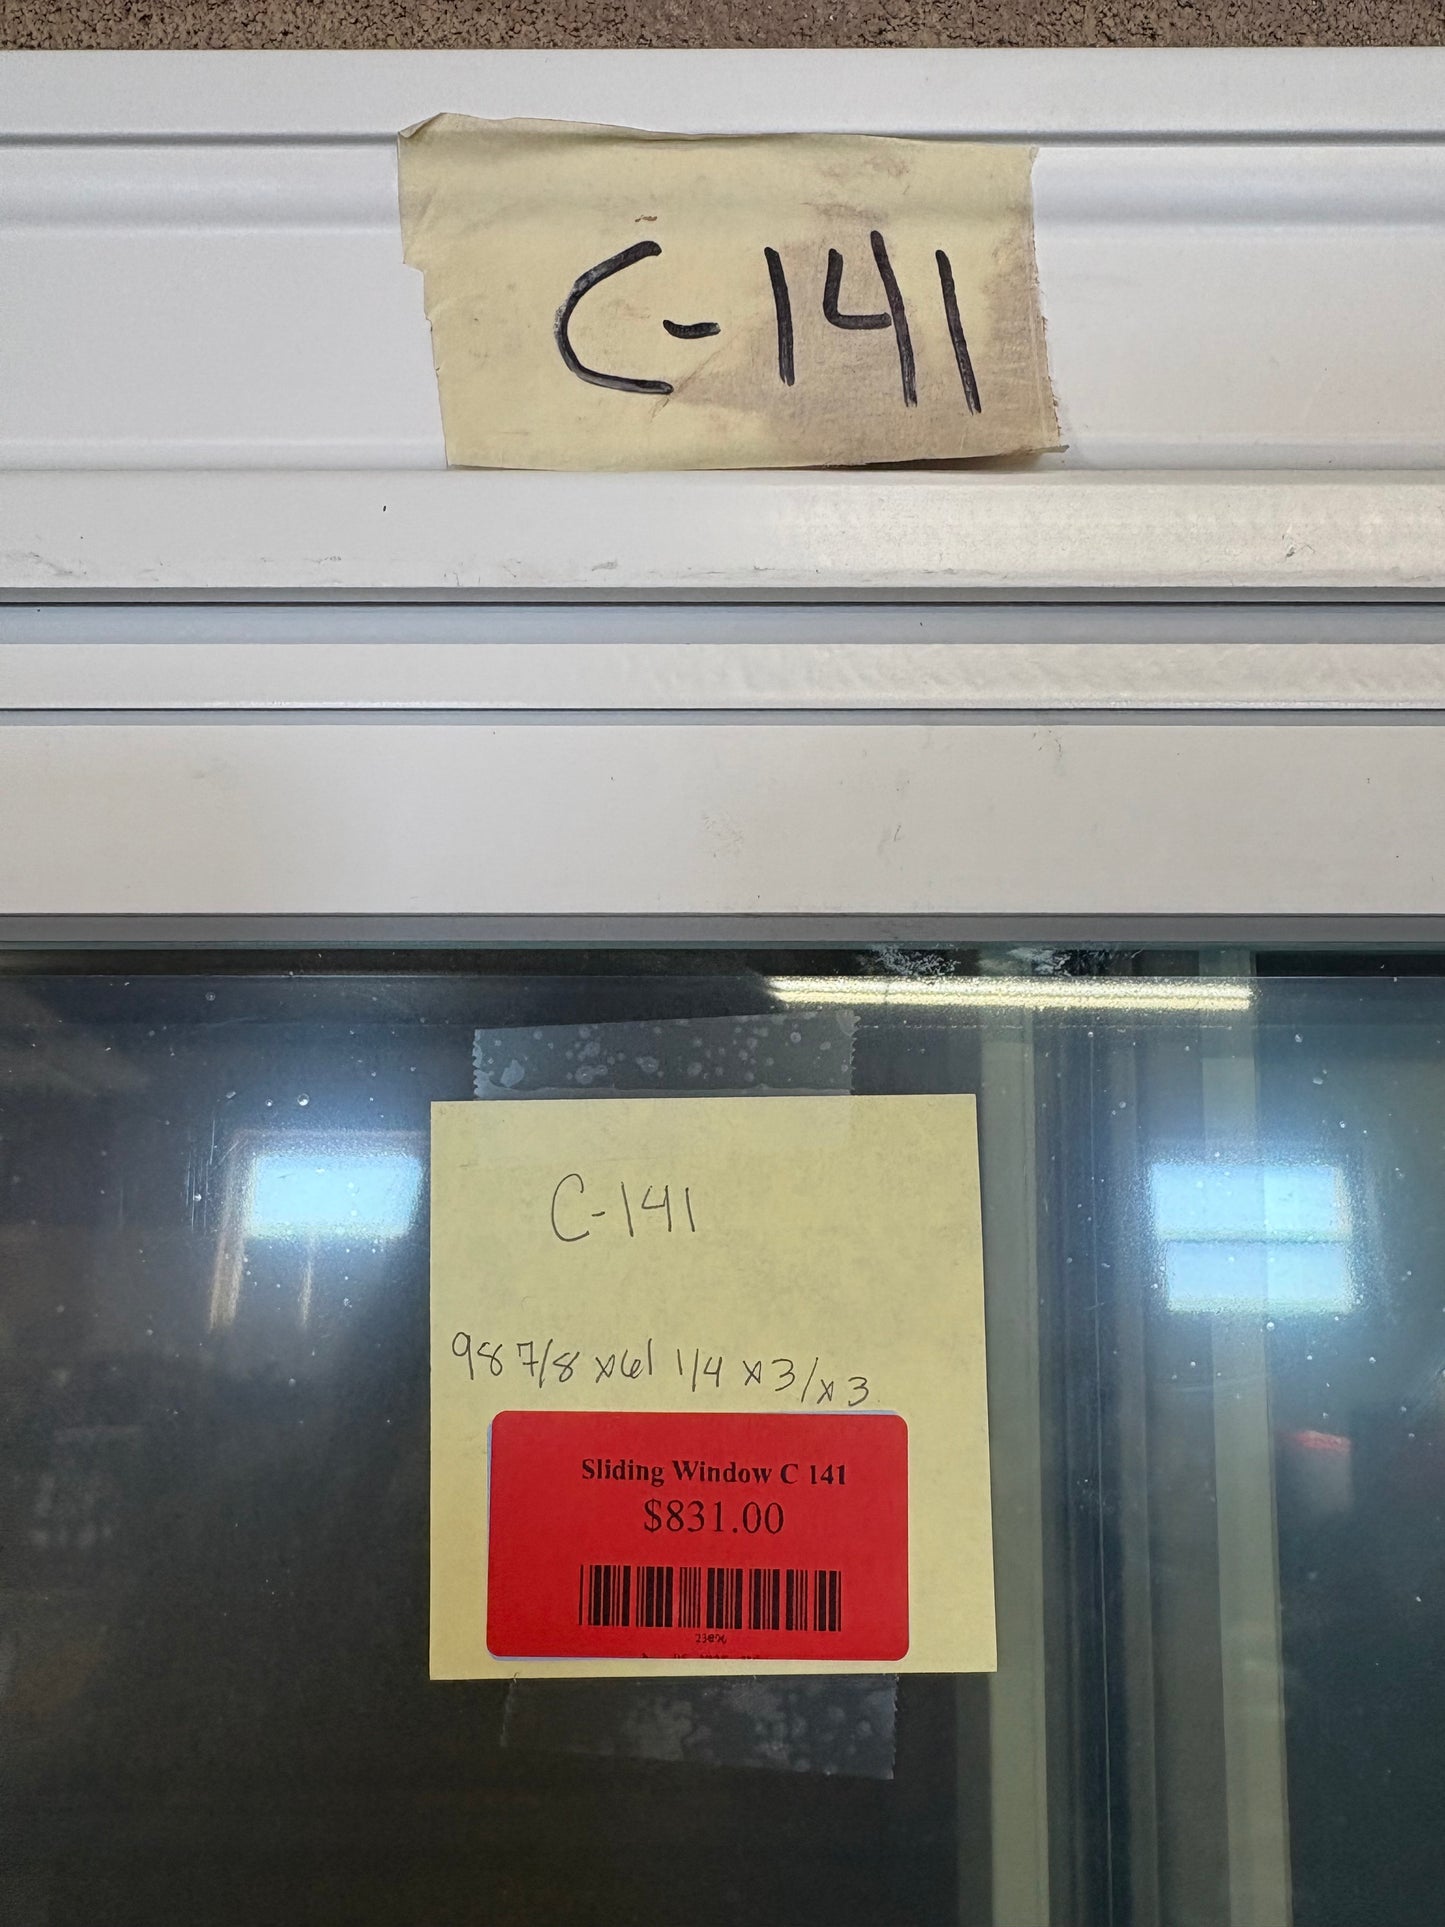 C-141
C-141
98 7/8 x61 1/4 x3/x3
Sliding Window C 141
$831.00